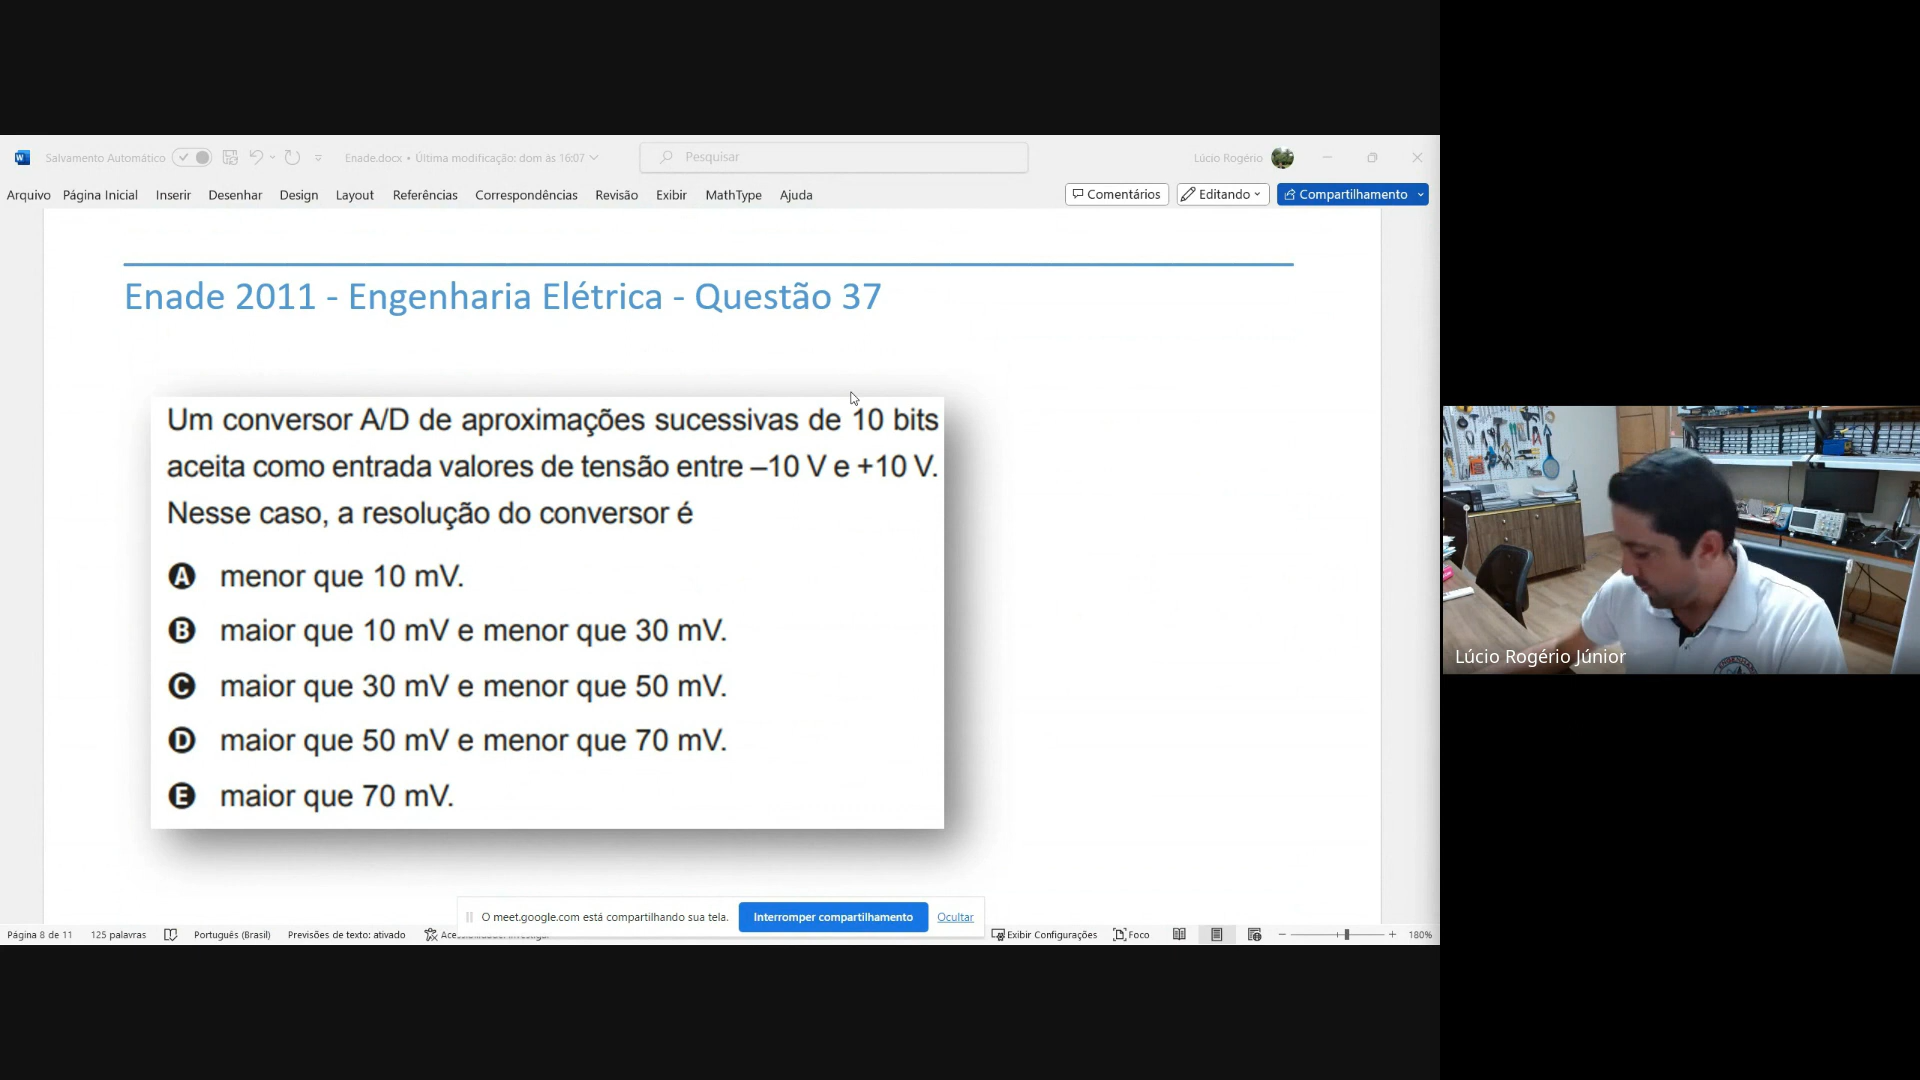 Salvamento Automático
Enade.docx • Última modificação: dom às 16:07
Pesquisar
Lúcio Rogério
Arquivo Página Inicial Inserir Desenhar Design Layout Referências Correspondências Revisão Exibir MathType Ajuda
Comentários Editando Compartilhamento
Enade 2011 - Engenharia Elétrica - Questão 37
Um conversor A/D de aproximações sucessivas de 10 bits
aceita como entrada valores de tensão entre –10 V e +10 V.
Nesse caso, a resolução do conversor é
A menor que 10 mV.
B maior que 10 mV e menor que 30 mV.
C maior que 30 mV e menor que 50 mV.
D maior que 50 mV e menor que 70 mV.
E maior que 70 mV.
Lúcio Rogério Júnior
O meet.google.com está compartilhando sua tela. Interromper compartilhamento Ocultar
Página 8 de 11 125 palavras Português (Brasil) Previsões de texto: ativado Exibir Configurações Foco 180%